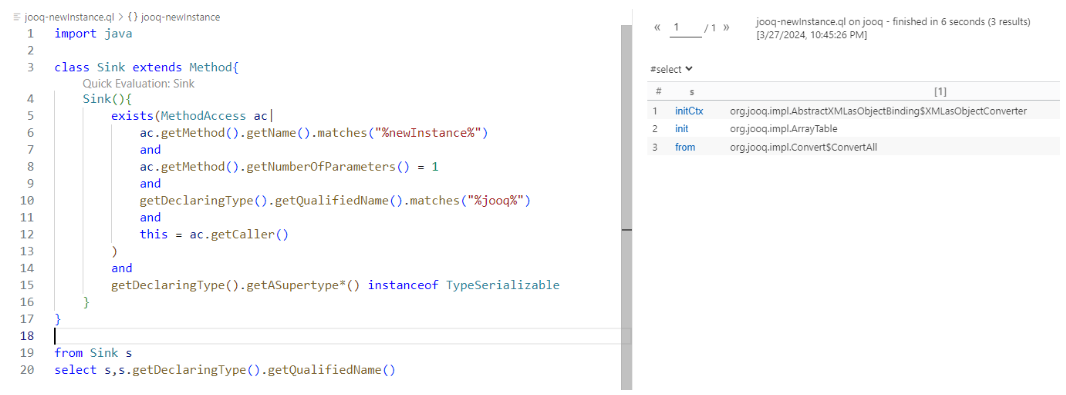 jooq-newInstance.ql > {} jooq-newInstance
1 import java
2
3 class Sink extends Method{
Quick Evaluation: Sink
4 Sink(){
5 exists(MethodAccess ac|
6 ac.getMethod().getName().matches("%newInstance%")
7 and
8 ac.getMethod().getNumberOfParameters() = 1
9 and
10 getDeclaringType().getQualifiedName().matches("%jooq%")
11 and
12 this = ac.getCaller()
13 )
14 and
15 getDeclaringType().getASupertype*() instanceof TypeSerializable
16 }
17 }
18
19 from Sink s
20 select s,s.getDeclaringType().getQualifiedName()
« 1 / 1 » jooq-newInstance.ql on jooq - finished in 6 seconds (3 results)
[3/27/2024, 10:45:26 PM]
#select
# s [1]
1 initCtx org.jooq.impl.AbstractXMLasObjectBinding$XMLasObjectConverter
2 init org.jooq.impl.ArrayTable
3 from org.jooq.impl.Convert$ConvertAll